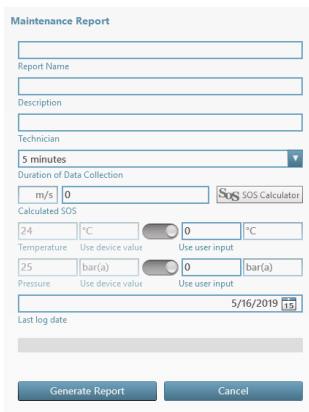 Maintenance Report
Report Name
Description
Technician
5 minutes
Duration of Data Collection
m/s 0 SOS SOS Calculator
Calculated SOS
24 °C 0 °C
Temperature Use device value Use user input
25 bar(a) 0 bar(a)
Pressure Use device value Use user input
5/16/2019 15
Last log date
Generate Report Cancel